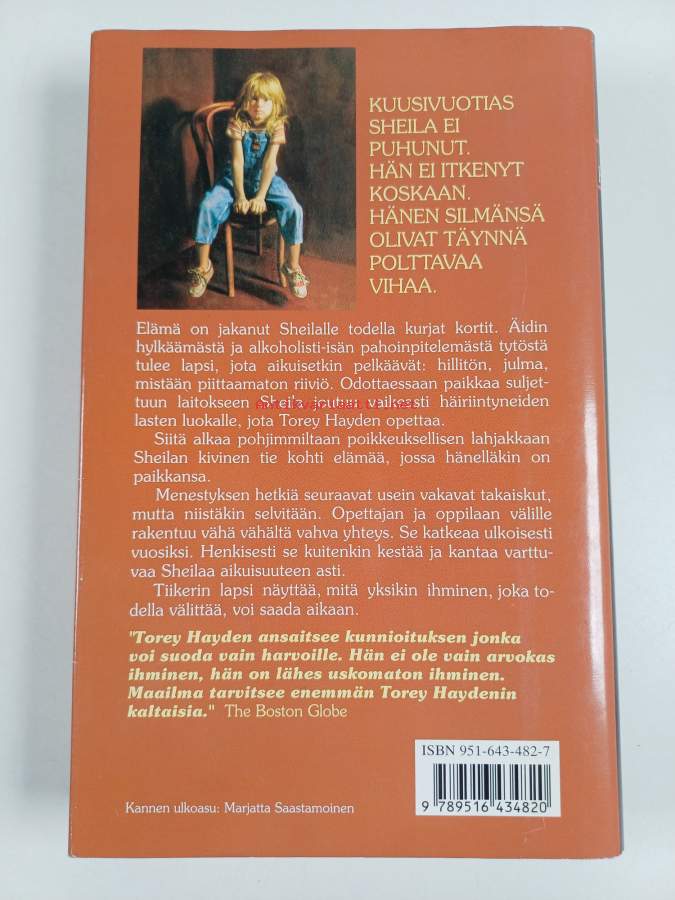 KUUSIVUOTIAS
SHEILA EI
PUHUNUT.
HÄN EI ITKENYT
KOSKAAN.
HÄNEN SILMÄNSÄ
OLIVAT TÄYNNÄ
POLTTAVAA
VIHAA.
Elämä on jakanut Sheilalle todella kurjat kortit. Äidin
hylkäämästä ja alkoholisti-isän pahoinpitelemästä tytöstä
tulee lapsi, jota aikuisetkin pelkäävät: hillitön, julma,
mistään piittaamaton riiviö. Odottaessaan paikkaa suljet-
tuun laitokseen Sheila joutuu vaikeasti häiriintyneiden
lasten luokalle, jota Torey Hayden opettaa.
Siitä alkaa pohjimmiltaan poikkeuksellisen lahjakkaan
Sheilan kivinen tie kohti elämää, jossa hänelläkin on
paikkansa.
Menestyksen hetkiä seuraavat usein vakavat takaiskut,
mutta niistäkin selvitään. Opettajan ja oppilaan välille
rakentuu vähä vähältä vahva yhteys. Se katkeaa ulkoisesti
vuosiksi. Henkisesti se kuitenkin kestää ja kantaa varttu-
vaa Sheilaa aikuisuuteen asti.
Tiikerin lapsi näyttää, mitä yksikin ihminen, joka to-
della välittää, voi saada aikaan.
"Torey Hayden ansaitsee kunnioituksen jonka
voi suoda vain harvoille. Hän ei ole vain arvokas
ihminen, hän on lähes uskomaton ihminen.
Maailma tarvitsee enemmän Torey Haydenin
kaltaisia." The Boston Globe
ISBN 951-643-482-7
9 789516 434820
Kannen ulkoasu: Marjatta Saastamoinen